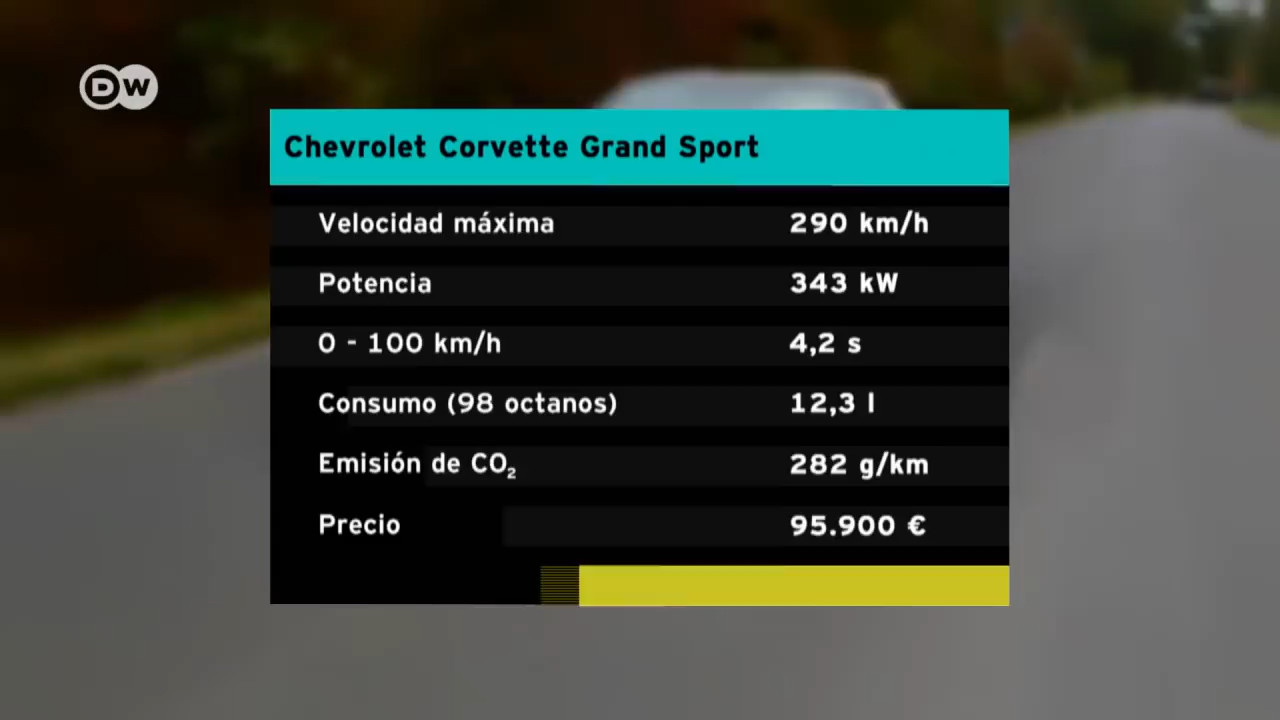 DW
Chevrolet Corvette Grand Sport
Velocidad máxima 290 km/h
Potencia 343 kW
0 - 100 km/h 4,2 s
Consumo (98 octanos) 12,3 l
Emisión de CO₂ 282 g/km
Precio 95.900 €